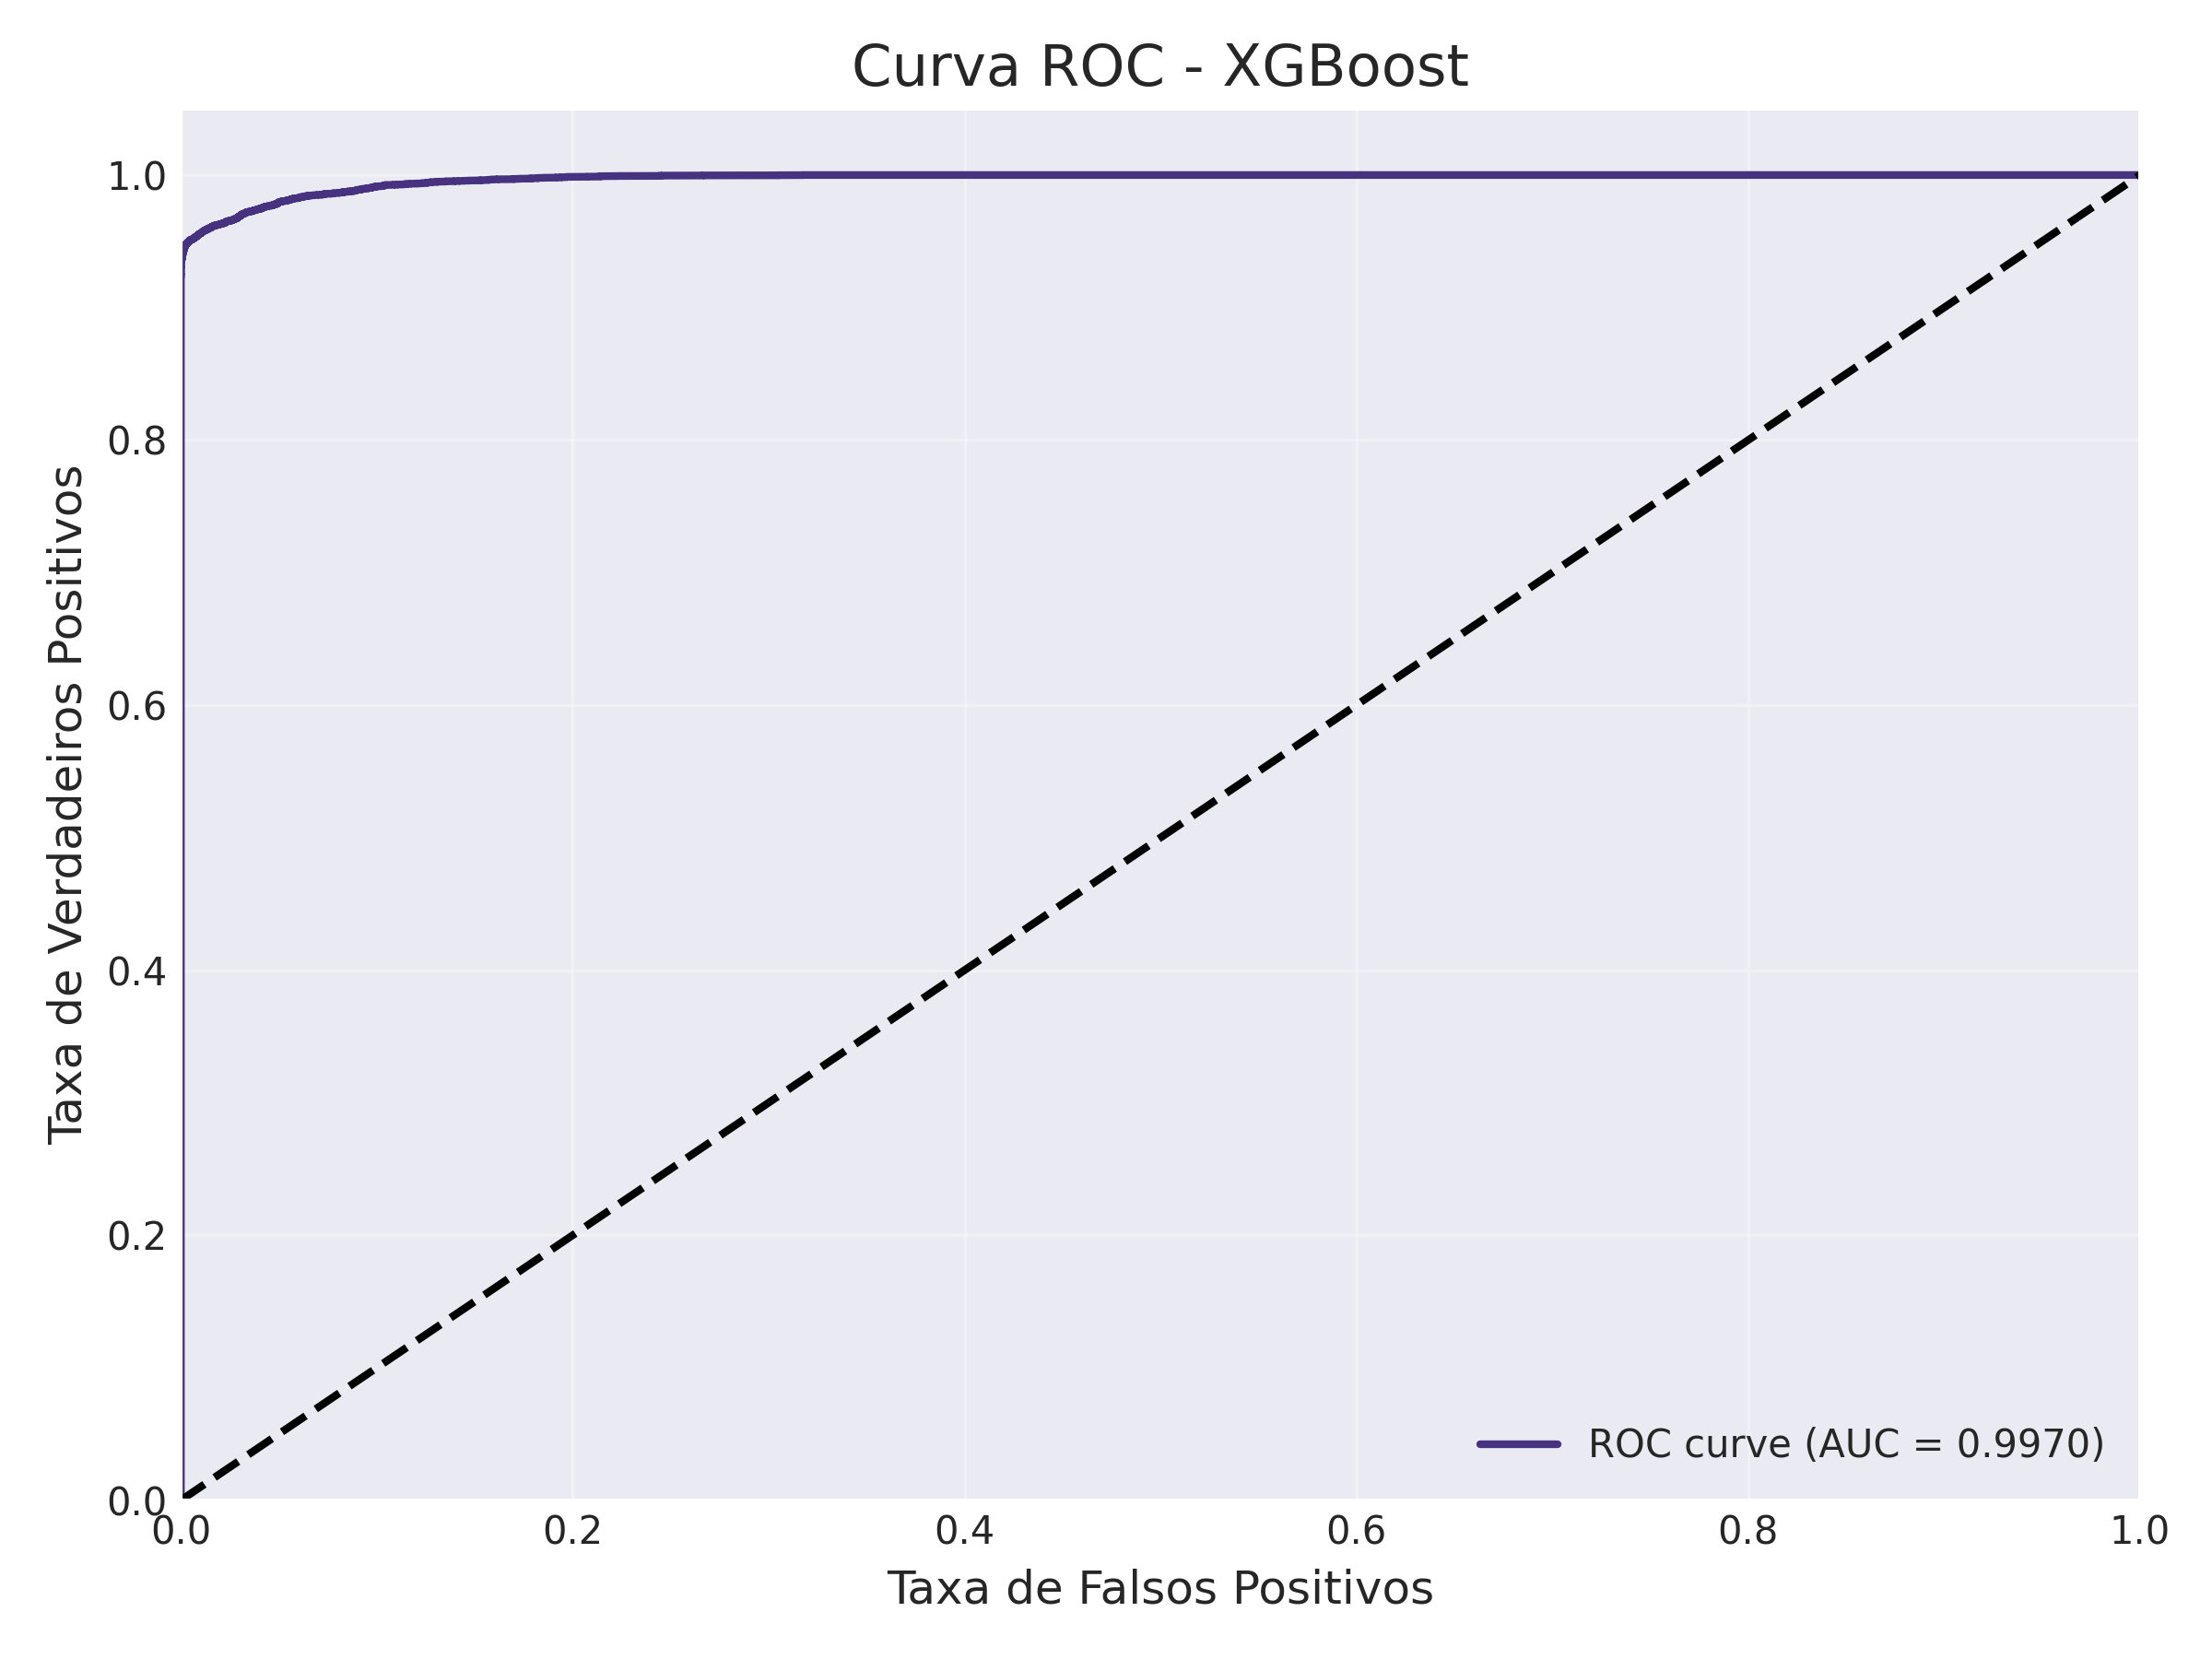 Curva ROC - XGBoost
Taxa de Verdadeiros Positivos
1.0
0.8
0.6
0.4
0.2
0.0
ROC curve (AUC = 0.9970)
0.0 0.2 0.4 0.6 0.8 1.0
Taxa de Falsos Positivos